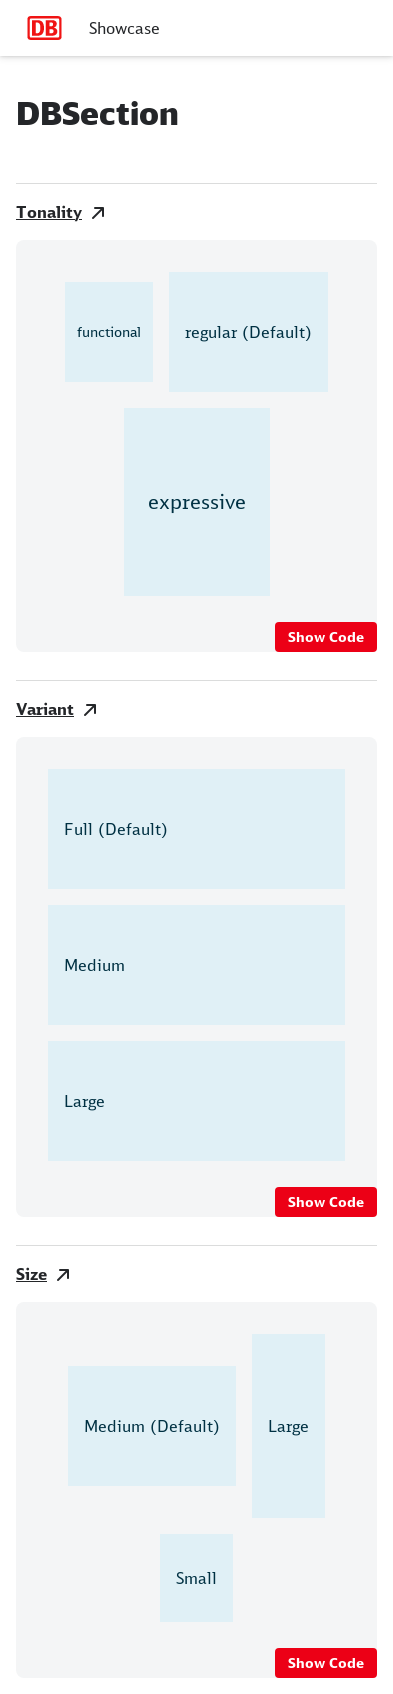 DB Showcase
DBSection
Tonality
functional
regular (Default)
expressive
Show Code
Variant
Full (Default)
Medium
Large
Show Code
Size
Medium (Default)
Large
Small
Show Code